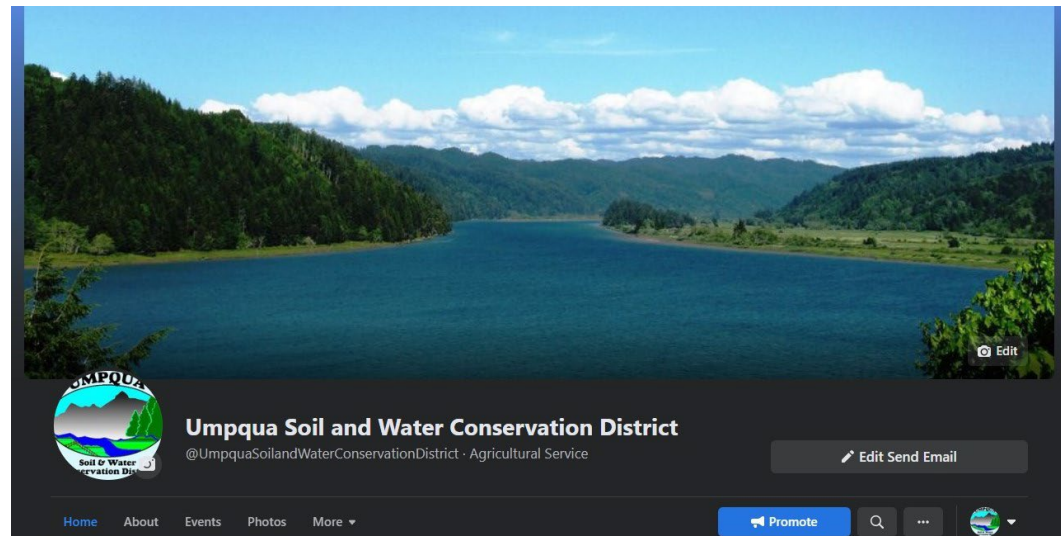 Edit
UMPQUA
Soil & Water
Umpqua Soil and Water Conservation District
@UmpquaSoilandWaterConservationDistrict · Agricultural Service
Edit Send Email
Home About Events Photos More
Promote